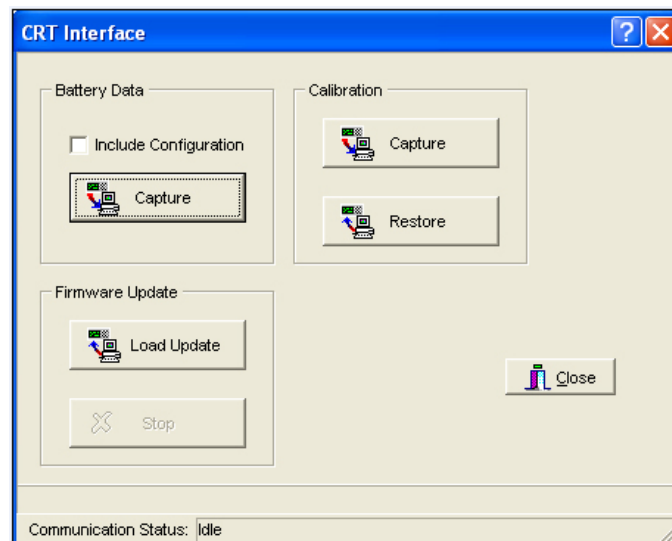 CRT Interface
Battery Data
Include Configuration
Capture
Calibration
Capture
Restore
Firmware Update
Load Update
Stop
Close
Communication Status: Idle